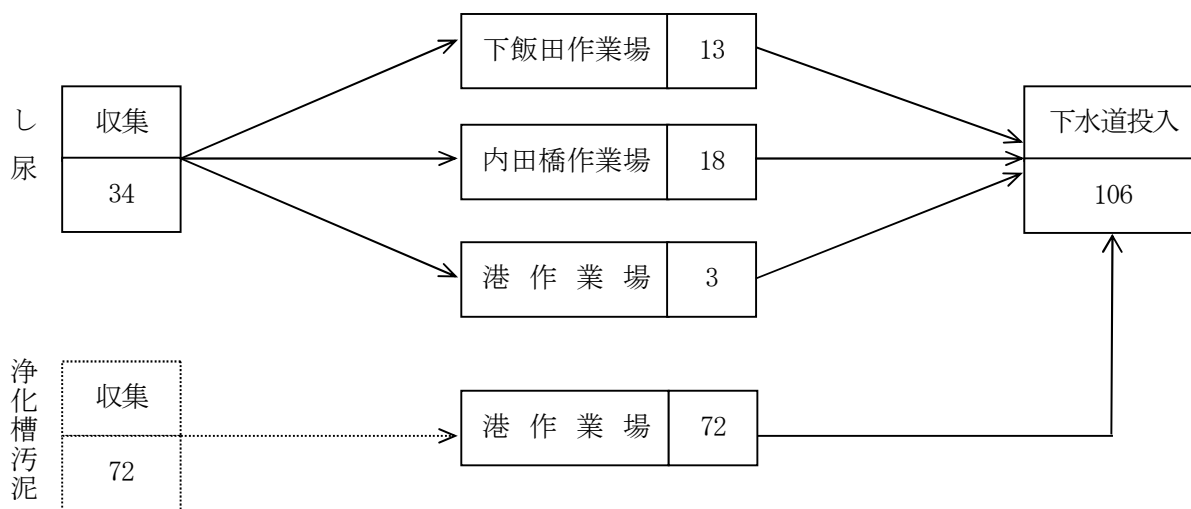 し尿
収集
34
下飯田作業場 13
内田橋作業場 18
港作業場 3
下水道投入
106
浄化槽汚泥
収集
72
港作業場 72